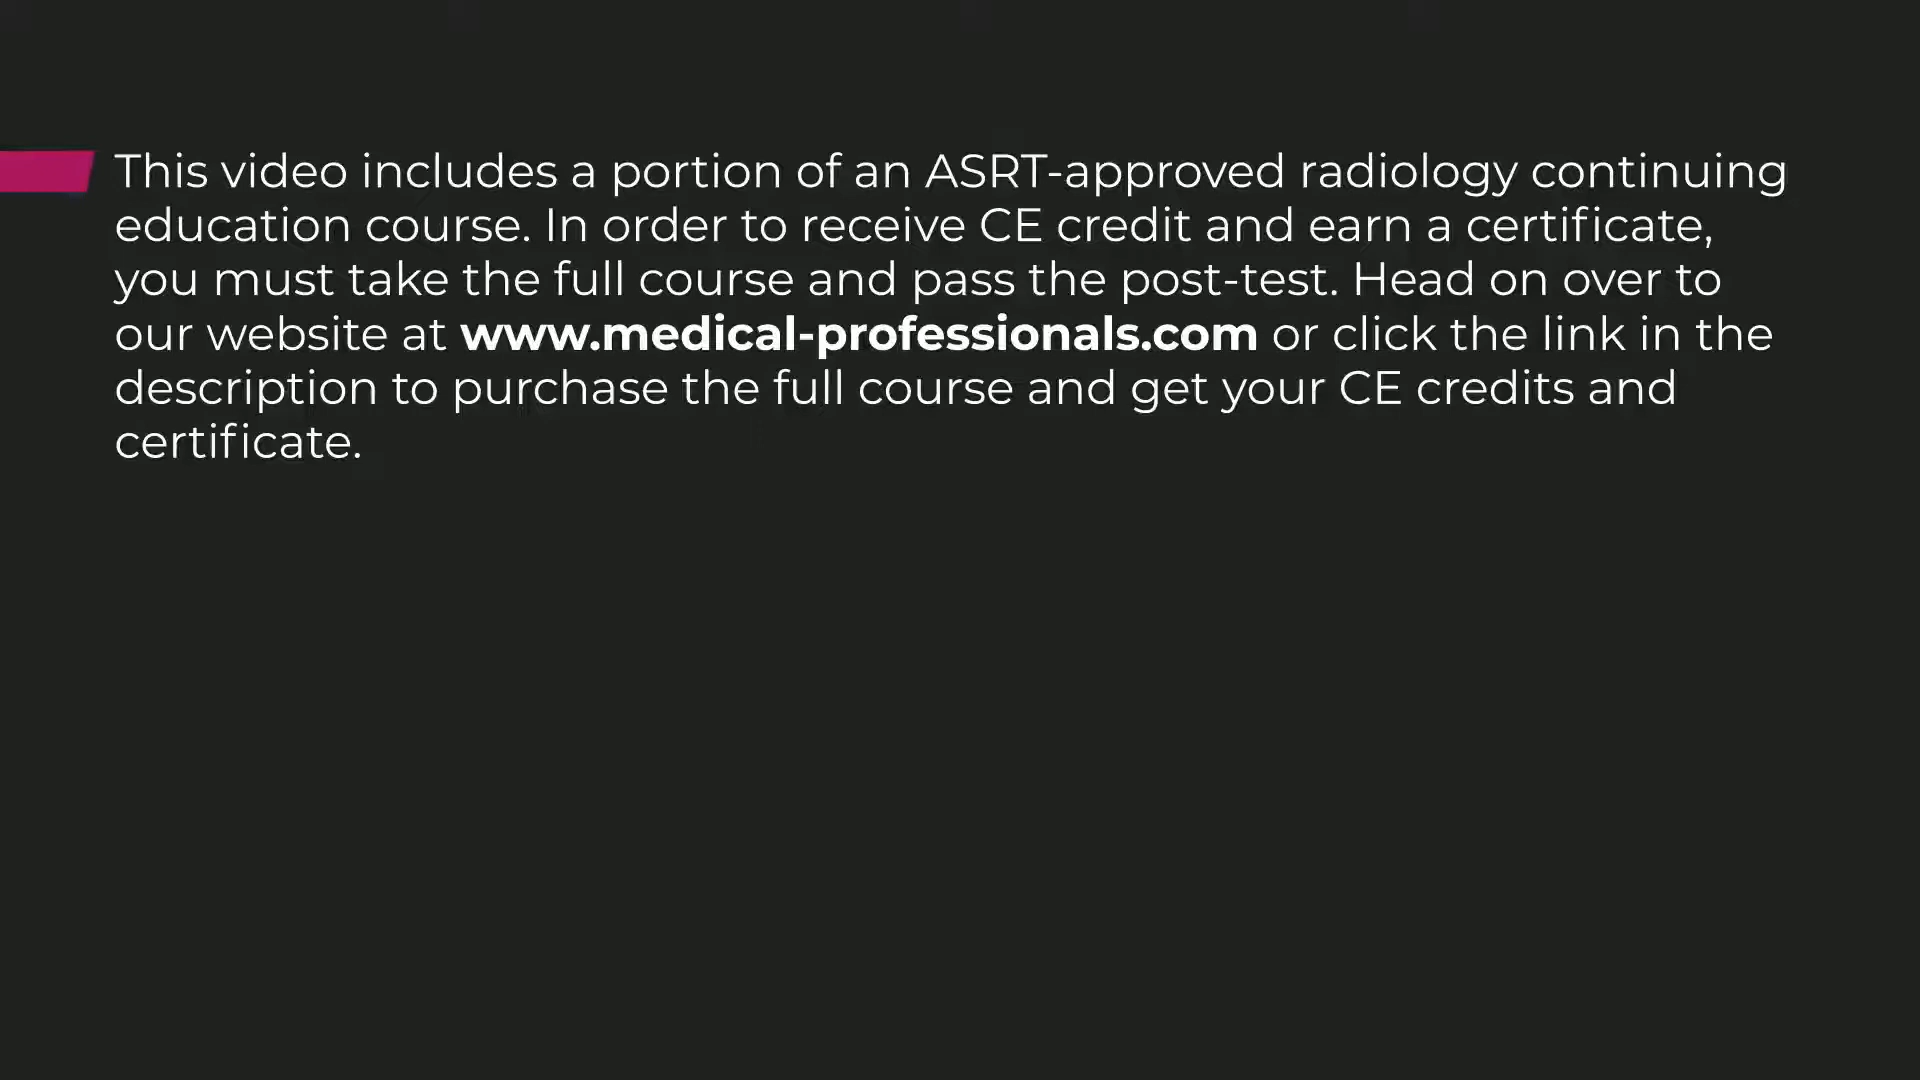 This video includes a portion of an ASRT-approved radiology continuing
education course. In order to receive CE credit and earn a certificate,
you must take the full course and pass the post-test. Head on over to
our website at www.medical-professionals.com or click the link in the
description to purchase the full course and get your CE credits and
certificate.